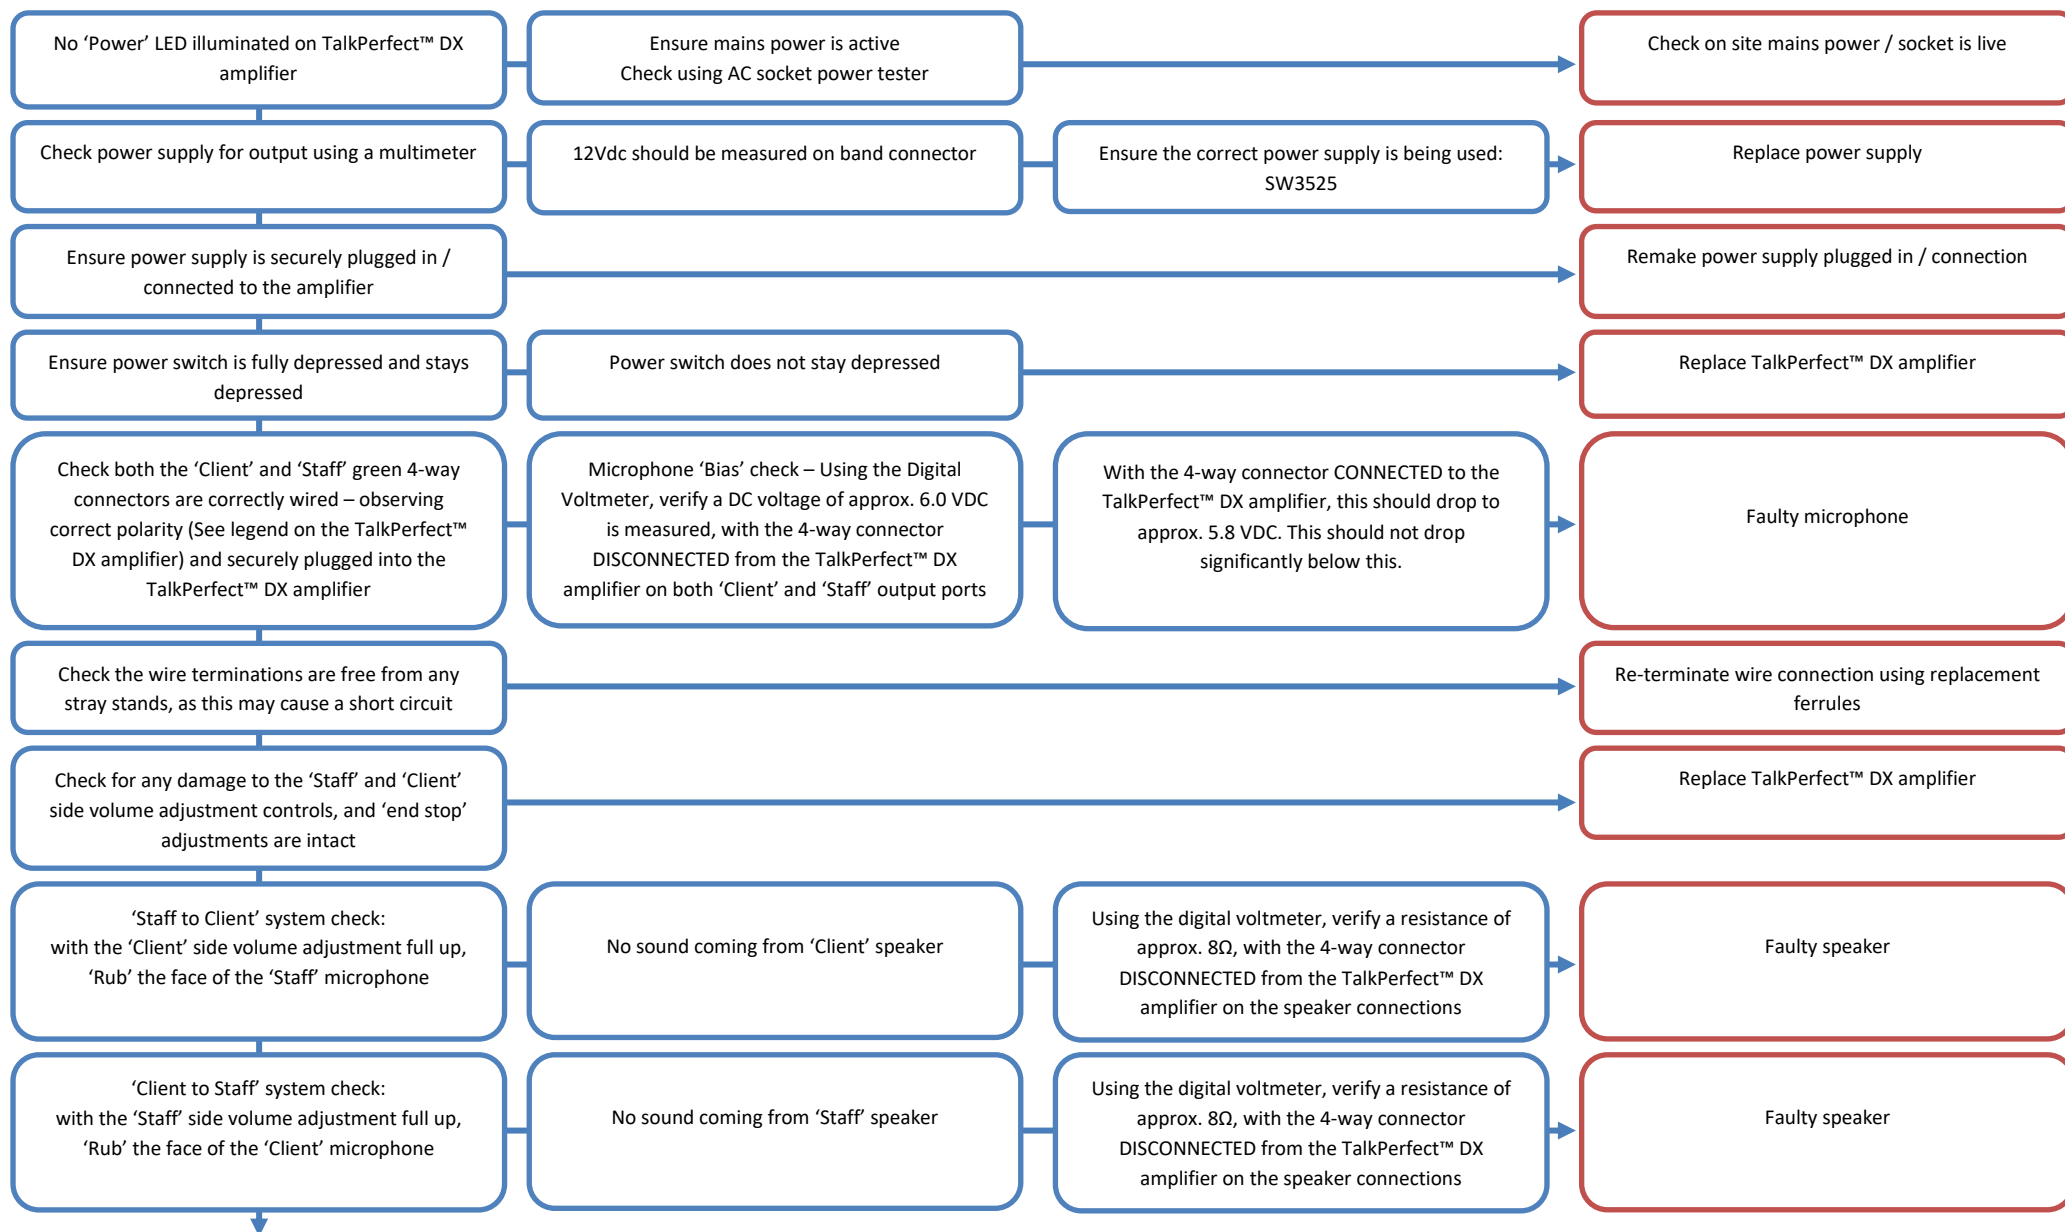 No ‘Power’ LED illuminated on TalkPerfect™ DX
amplifier
Ensure mains power is active
Check using AC socket power tester
Check on site mains power / socket is live
Check power supply for output using a multimeter
12Vdc should be measured on band connector
Ensure the correct power supply is being used:
SW3525
Replace power supply
Ensure power supply is securely plugged in /
connected to the amplifier
Remake power supply plugged in / connection
Ensure power switch is fully depressed and stays
depressed
Power switch does not stay depressed
Replace TalkPerfect™ DX amplifier
Check both the ‘Client’ and ‘Staff’ green 4-way
connectors are correctly wired – observing
correct polarity (See legend on the TalkPerfect™
DX amplifier) and securely plugged into the
TalkPerfect™ DX amplifier
Microphone ‘Bias’ check – Using the Digital
Voltmeter, verify a DC voltage of approx. 6.0 VDC
is measured, with the 4-way connector
DISCONNECTED from the TalkPerfect™ DX
amplifier on both ‘Client’ and ‘Staff’ output ports
With the 4-way connector CONNECTED to the
TalkPerfect™ DX amplifier, this should drop to
approx. 5.8 VDC. This should not drop
significantly below this.
Faulty microphone
Check the wire terminations are free from any
stray stands, as this may cause a short circuit
Re-terminate wire connection using replacement
ferrules
Check for any damage to the ‘Staff’ and ‘Client’
side volume adjustment controls, and ‘end stop’
adjustments are intact
Replace TalkPerfect™ DX amplifier
‘Staff to Client’ system check:
with the ‘Client’ side volume adjustment full up,
‘Rub’ the face of the ‘Staff’ microphone
No sound coming from ‘Client’ speaker
Using the digital voltmeter, verify a resistance of
approx. 8Ω, with the 4-way connector
DISCONNECTED from the TalkPerfect™ DX
amplifier on the speaker connections
Faulty speaker
‘Client to Staff’ system check:
with the ‘Staff’ side volume adjustment full up,
‘Rub’ the face of the ‘Client’ microphone
No sound coming from ‘Staff’ speaker
Using the digital voltmeter, verify a resistance of
approx. 8Ω, with the 4-way connector
DISCONNECTED from the TalkPerfect™ DX
amplifier on the speaker connections
Faulty speaker